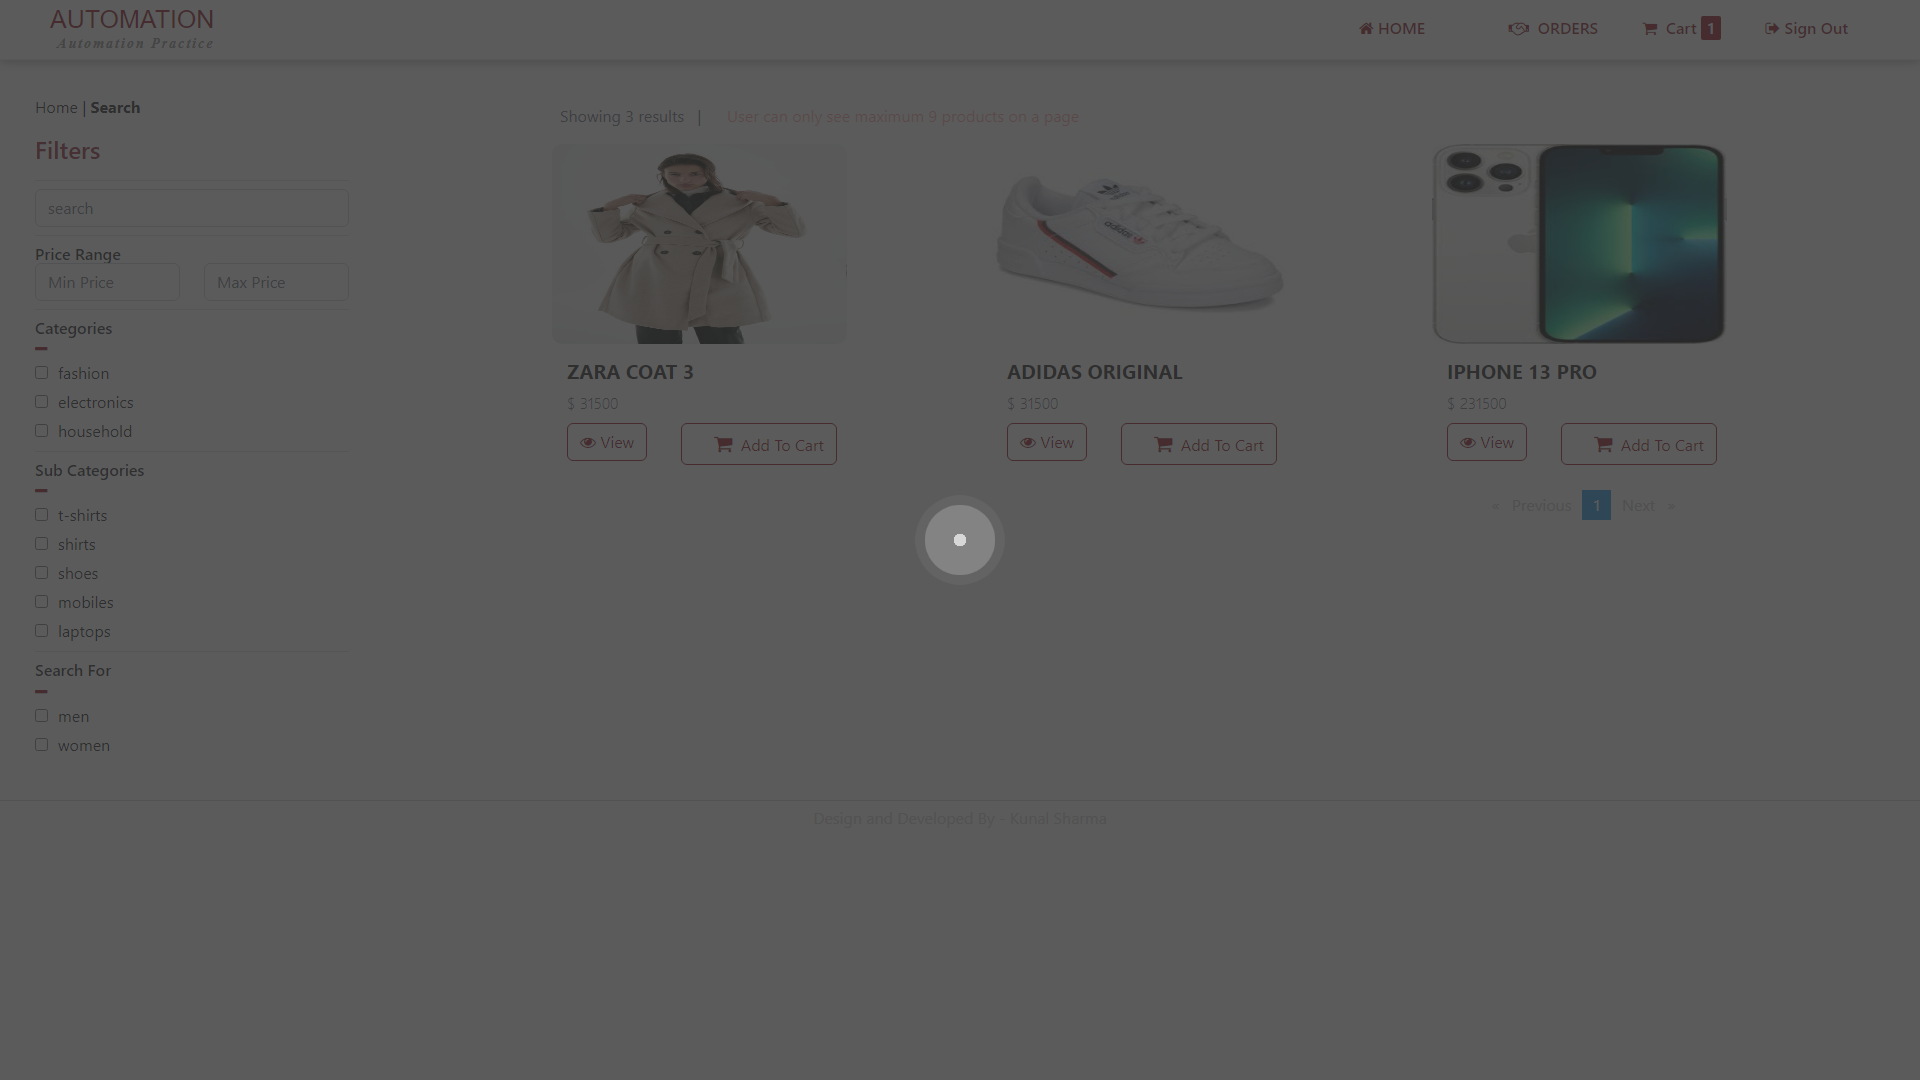 AUTOMATION
Automation Practice
HOME
ORDERS
Cart 1
Sign Out
Home | Search
Filters
search
Price Range
Min Price
Max Price
Categories
fashion
electronics
household
Sub Categories
t-shirts
shirts
shoes
mobiles
laptops
Search For
men
women
Showing 3 results |
User can only see maximum 9 products on a page
ZARA COAT 3
$ 31500
View
Add To Cart
adidas
ADIDAS ORIGINAL
$ 31500
View
Add To Cart
IPHONE 13 PRO
$ 231500
View
Add To Cart
« Previous 1 Next »
Design and Developed By - Kunal Sharma